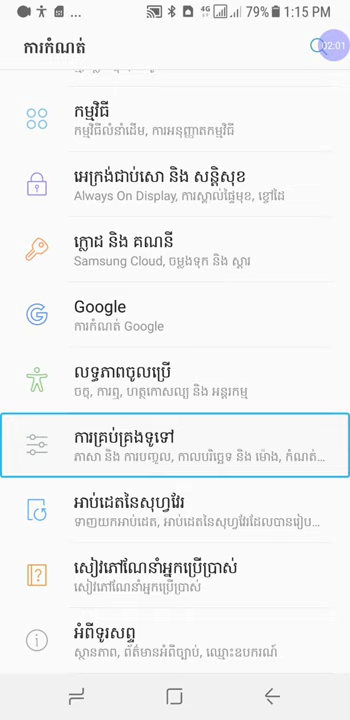 79% 1:15 PM
ការកំណត់
02:01
កម្មវិធី
កម្មវិធីលំនាំដើម, ការអនុញ្ញាតកម្មវិធី
អេក្រង់ជាប់សោ និង សន្តិសុខ
Always On Display, ការស្គាល់ផ្ទៃមុខ, ខ្ចៅដៃ
ក្លោដ និង គណនី
Samsung Cloud, ចម្លងទុក និង ស្តារ
Google
ការកំណត់ Google
លទ្ធភាពចូលប្រើ
ចក្ខុ, ការឮ, ហត្ថកោសល្យ និង អន្តរកម្ម
ការគ្រប់គ្រងទូទៅ
ភាសា និង ការបញ្ចូល, កាលបរិច្ឆេទ និង ម៉ោង, កំណត់...
អាប់ដេតនៃសុហ្វវែរ
ទាញយកអាប់ដេត, អាប់ដេតនៃសុហ្វវែរដែលបានរៀប...
សៀវភៅណែនាំអ្នកប្រើប្រាស់
សៀវភៅណែនាំអ្នកប្រើប្រាស់
អំពីទូរសព្ទ
ស្ថានភាព, ព័ត៌មានអំពីច្បាប់, ឈ្មោះឧបករណ៍